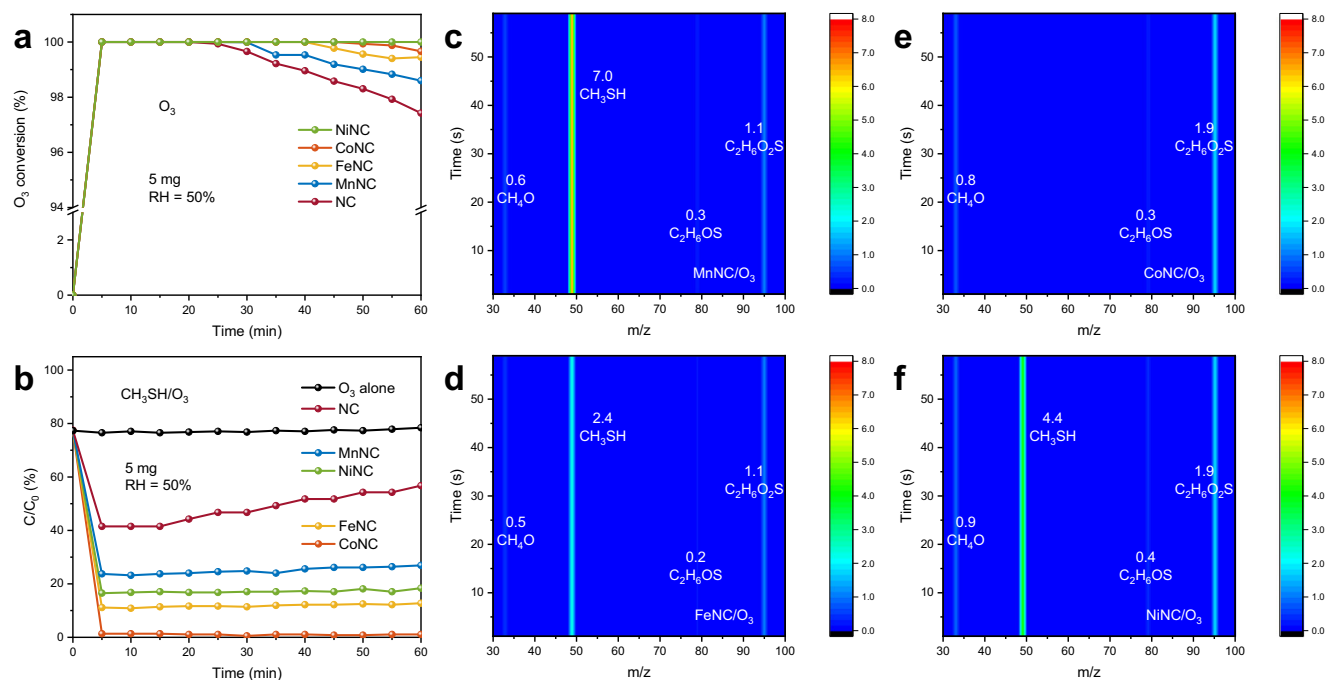 a
O₃ conversion (%)
100
98
96
94
2
0
O₃
5 mg
RH = 50%
NiNC
CoNC
FeNC
MnNC
NC
0 10 20 30 40 50 60
Time (min)
b
C/C₀ (%)
100
80
60
40
20
0
CH₃SH/O₃
5 mg
RH = 50%
O₃ alone
NC
MnNC
NiNC
FeNC
CoNC
0 10 20 30 40 50 60
Time (min)
c
Time (s)
50
40
30
20
10
7.0
CH₃SH
1.1
C₂H₆O₂S
0.6
CH₄O
0.3
C₂H₆OS
MnNC/O₃
30 40 50 60 70 80 90 100
m/z
8.0
7.0
6.0
5.0
4.0
3.0
2.0
1.0
0.0
d
Time (s)
50
40
30
20
10
2.4
CH₃SH
1.1
C₂H₆O₂S
0.5
CH₄O
0.2
C₂H₆OS
FeNC/O₃
30 40 50 60 70 80 90 100
m/z
8.0
7.0
6.0
5.0
4.0
3.0
2.0
1.0
0.0
e
Time (s)
50
40
30
20
10
1.9
C₂H₆O₂S
0.8
CH₄O
0.3
C₂H₆OS
CoNC/O₃
30 40 50 60 70 80 90 100
m/z
8.0
7.0
6.0
5.0
4.0
3.0
2.0
1.0
0.0
f
Time (s)
50
40
30
20
10
4.4
CH₃SH
1.9
C₂H₆O₂S
0.9
CH₄O
0.4
C₂H₆OS
NiNC/O₃
30 40 50 60 70 80 90 100
m/z
8.0
7.0
6.0
5.0
4.0
3.0
2.0
1.0
0.0